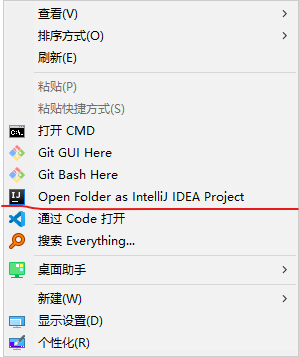 查看(V)
排序方式(O)
刷新(E)
粘贴(P)
粘贴快捷方式(S)
打开 CMD
Git GUI Here
Git Bash Here
Open Folder as IntelliJ IDEA Project
通过 Code 打开
搜索 Everything...
桌面助手
新建(W)
显示设置(D)
个性化(R)